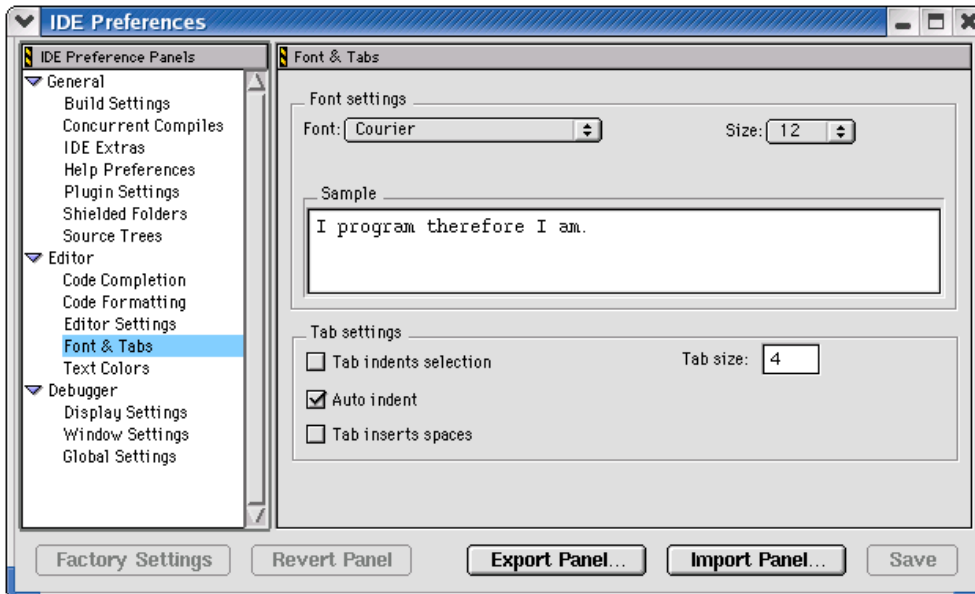 IDE Preferences
IDE Preference Panels
General
Build Settings
Concurrent Compiles
IDE Extras
Help Preferences
Plugin Settings
Shielded Folders
Source Trees
Editor
Code Completion
Code Formatting
Editor Settings
Font & Tabs
Text Colors
Debugger
Display Settings
Window Settings
Global Settings
Font & Tabs
Font settings
Font: Courier Size: 12
Sample
I program therefore I am.
Tab settings
Tab indents selection Tab size: 4
Auto indent
Tab inserts spaces
Factory Settings Revert Panel Export Panel... Import Panel... Save